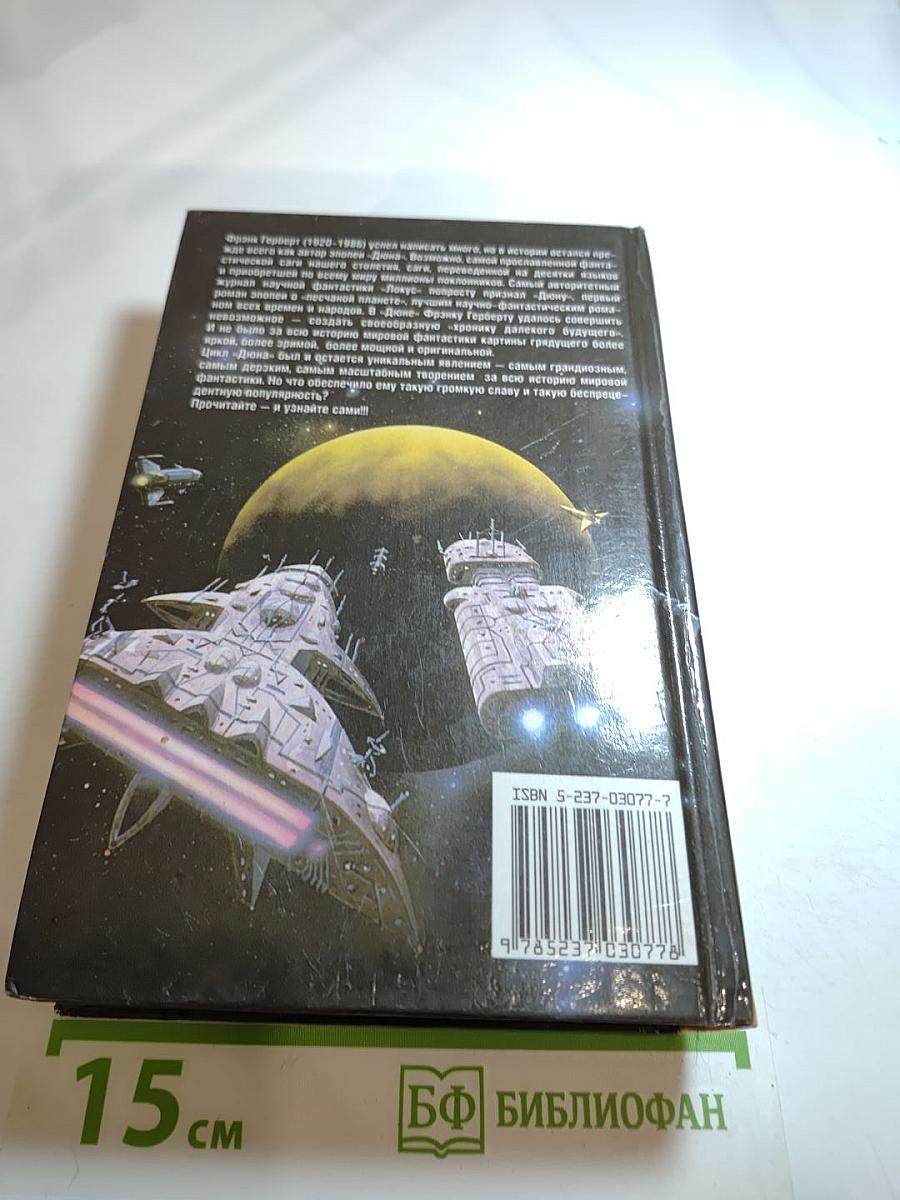 Фрэнк Герберт (1920-1986) успел написать много, но в истории остался пре-
жде всего как автор эпопеи «Дюна». Возможно, самой прославленной фанта-
стической саги нашего столетия, саги, переведенной на десятки языков
и приобретшей по всему миру миллионы поклонников. Самый авторитетный
журнал научной фантастики «Локус» попросту признал «Дюну», первый
роман эпопеи о «песчаной планете», лучшим научно-фантастическим рома-
ном всех времен и народов. В «Дюне» Фрэнку Герберту удалось совершить
невозможное — создать своеобразную «хронику далекого будущего».
И не было за всю историю мировой фантастики картины грядущего более
яркой, более зримой, более мощной и оригинальной.
Цикл «Дюна» был и остается уникальным явлением — самым грандиозным,
самым дерзким, самым масштабным творением за всю историю мировой
фантастики. Но что обеспечило ему такую громкую славу и такую беспреце-
дентную популярность?
Прочитайте — и узнайте сами!!!
ISBN 5-237-03077-7
9 785237 030778
15 см
БФ БИБЛИОФАН